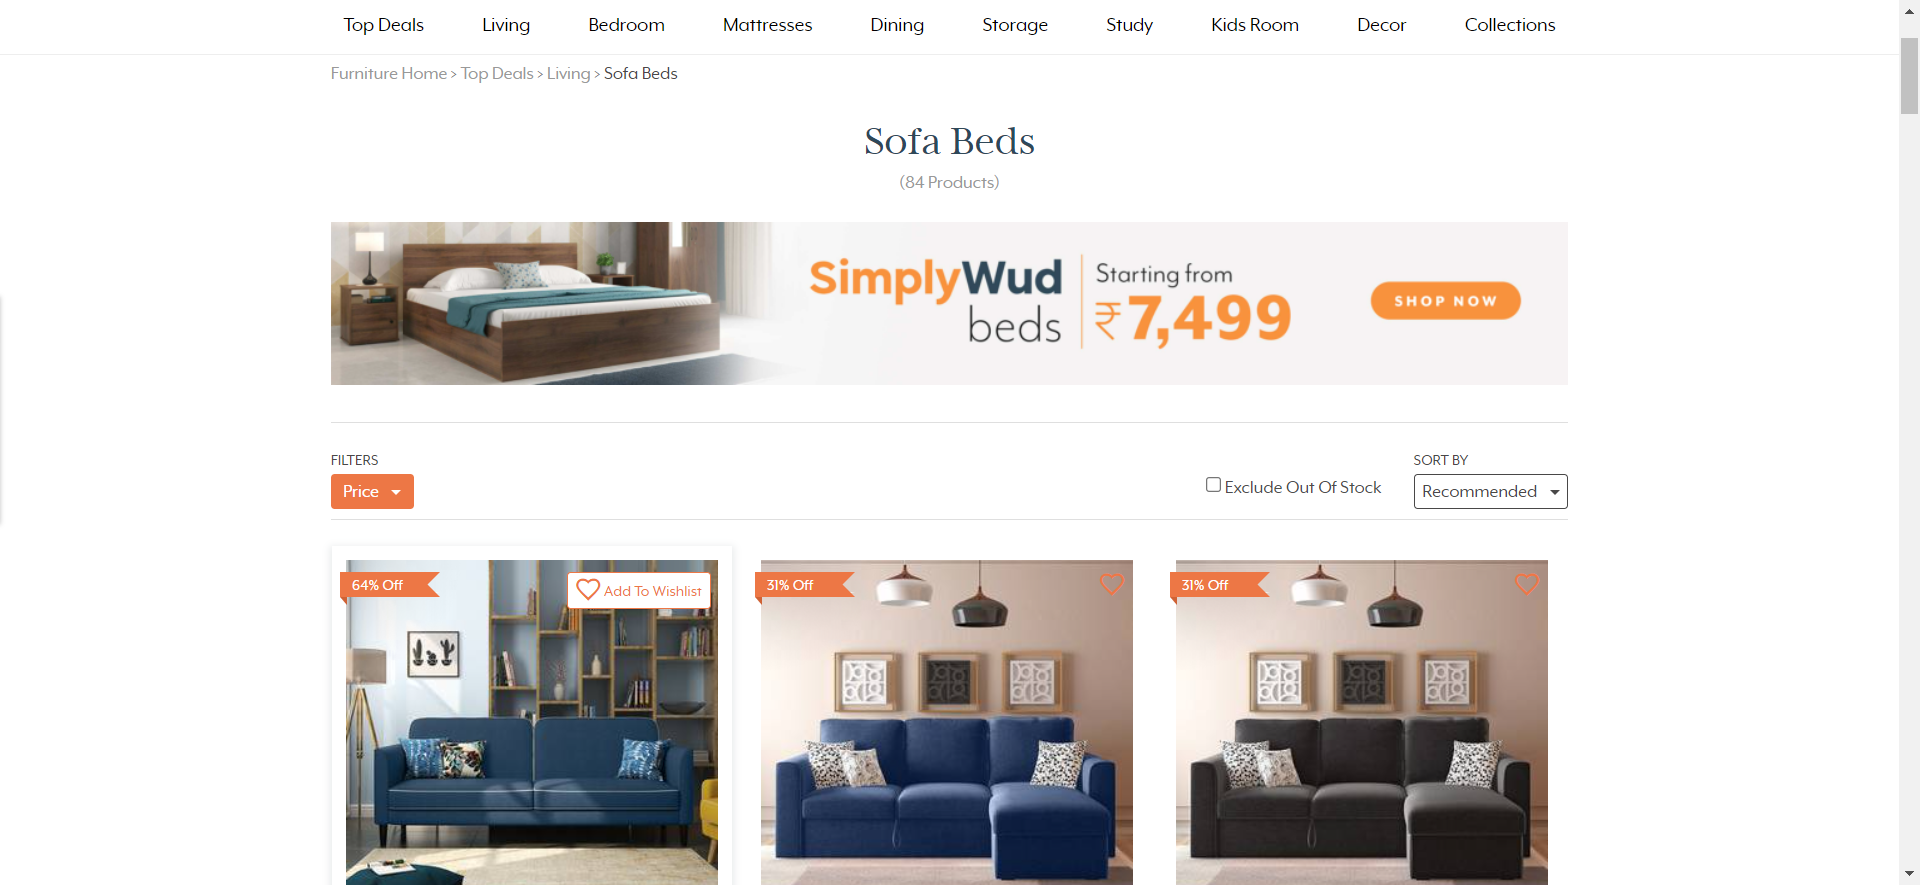 Top Deals Living Bedroom Mattresses Dining Storage Study Kids Room Decor Collections
Furniture Home > Top Deals > Living > Sofa Beds
Sofa Beds
(84 Products)
SimplyWud
beds
Starting from
₹7,499
SHOP NOW
FILTERS
Price
Exclude Out Of Stock
SORT BY
Recommended
64% Off
Add To Wishlist
31% Off
31% Off